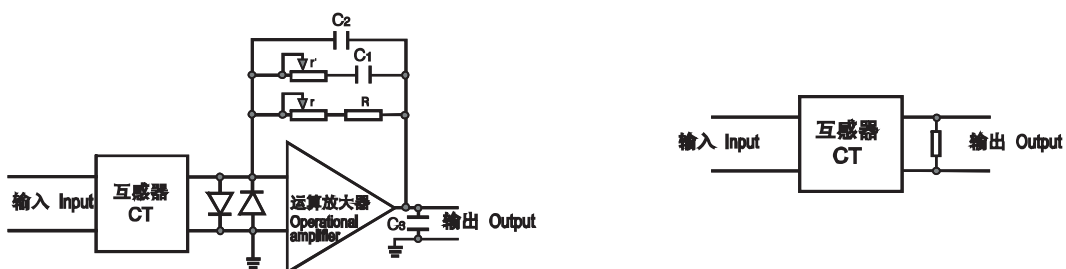 C2
r'
C1
r
R
互感器
CT
输入 Input
运算放大器
Operational
amplifier
C3
输出 Output
互感器
CT
输入 Input
输出 Output